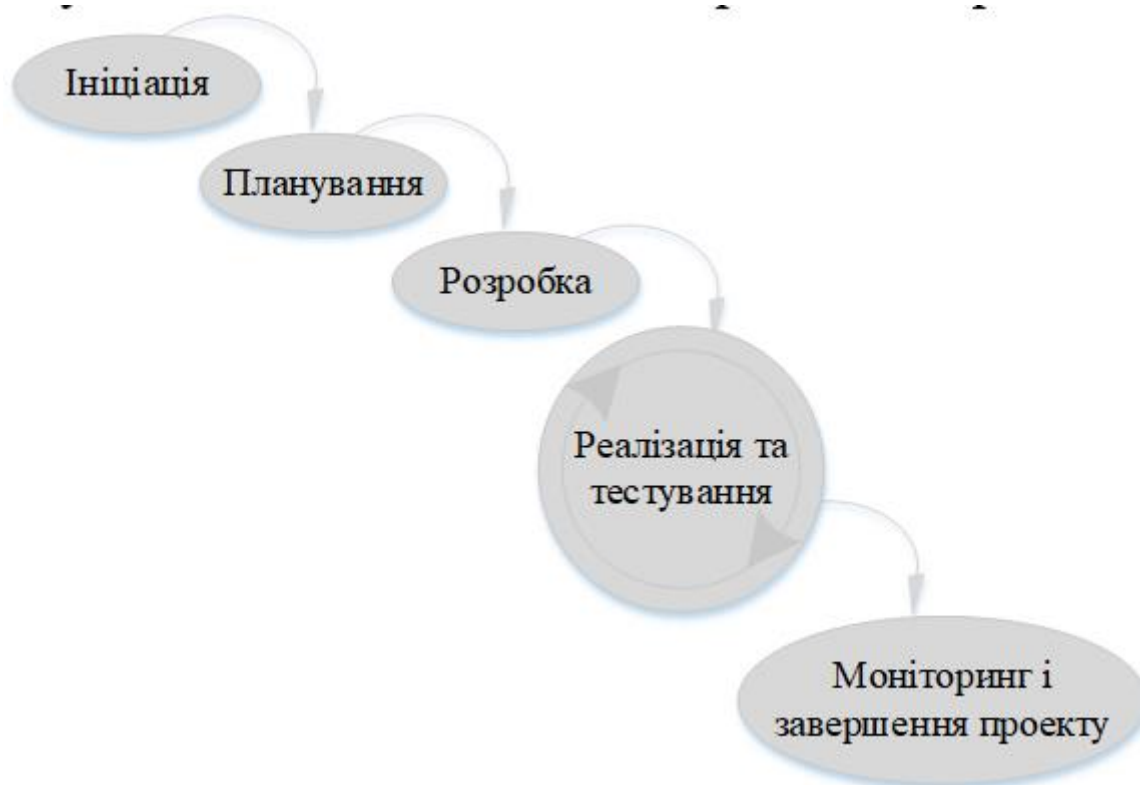 Ініціація
Планування
Розробка
Реалізація та
тестування
Моніторинг і
завершення проекту